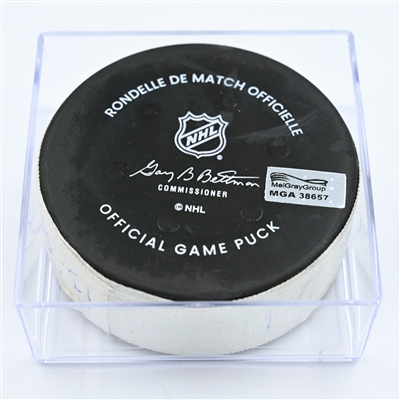 RONDELLE DE MATCH OFFICIELLE
NHL
Gary B Bettman
COMMISSIONER
© NHL
MeiGrayGroup
MGA 38657
OFFICIAL GAME PUCK